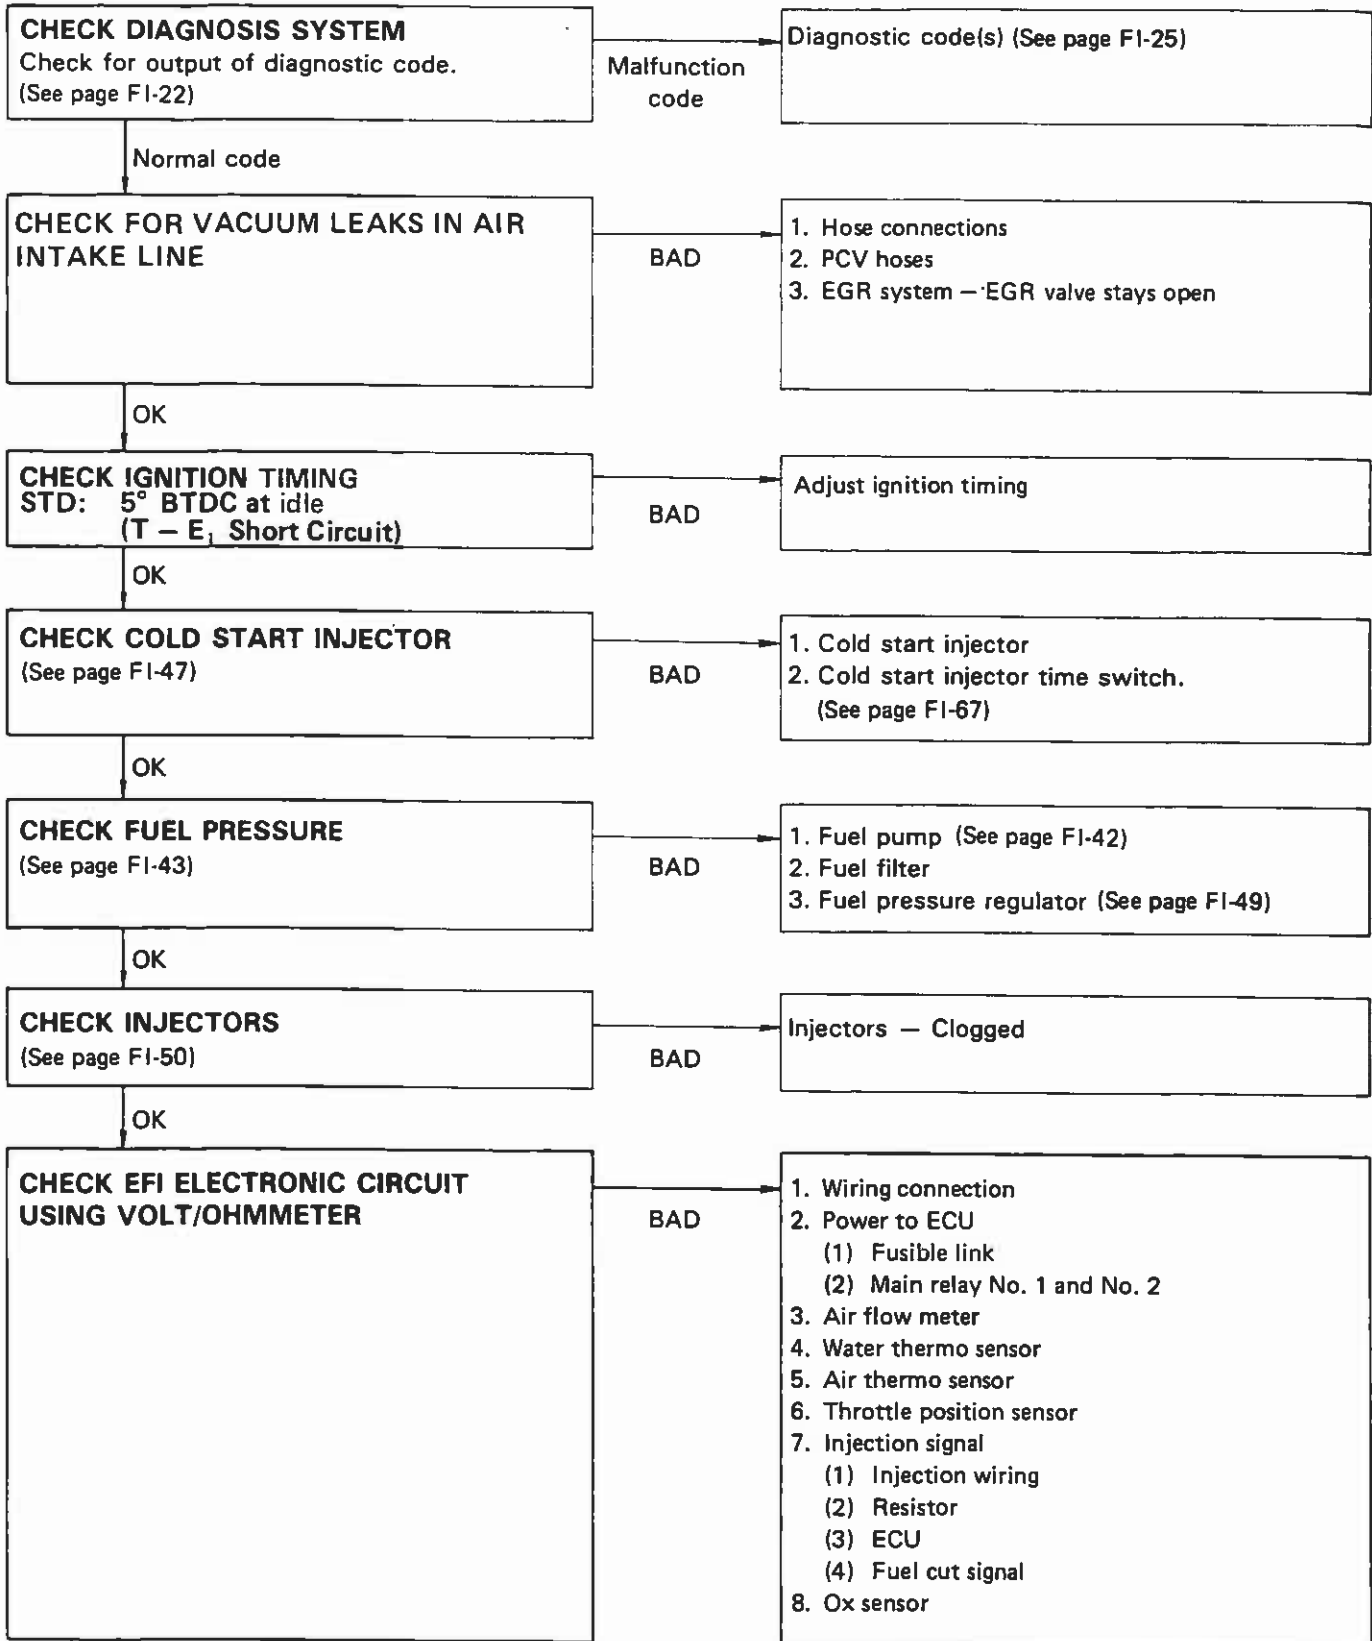 CHECK DIAGNOSIS SYSTEM
Check for output of diagnostic code.
(See page FI-22)
Malfunction
code
Diagnostic code(s) (See page FI-25)
Normal code
CHECK FOR VACUUM LEAKS IN AIR
INTAKE LINE
BAD
1. Hose connections
2. PCV hoses
3. EGR system — EGR valve stays open
OK
CHECK IGNITION TIMING
STD: 5° BTDC at idle
(T — E₁ Short Circuit)
BAD
Adjust ignition timing
OK
CHECK COLD START INJECTOR
(See page FI-47)
BAD
1. Cold start injector
2. Cold start injector time switch.
(See page FI-67)
OK
CHECK FUEL PRESSURE
(See page FI-43)
BAD
1. Fuel pump (See page FI-42)
2. Fuel filter
3. Fuel pressure regulator (See page FI-49)
OK
CHECK INJECTORS
(See page FI-50)
BAD
Injectors — Clogged
OK
CHECK EFI ELECTRONIC CIRCUIT
USING VOLT/OHMMETER
BAD
1. Wiring connection
2. Power to ECU
(1) Fusible link
(2) Main relay No. 1 and No. 2
3. Air flow meter
4. Water thermo sensor
5. Air thermo sensor
6. Throttle position sensor
7. Injection signal
(1) Injection wiring
(2) Resistor
(3) ECU
(4) Fuel cut signal
8. Ox sensor